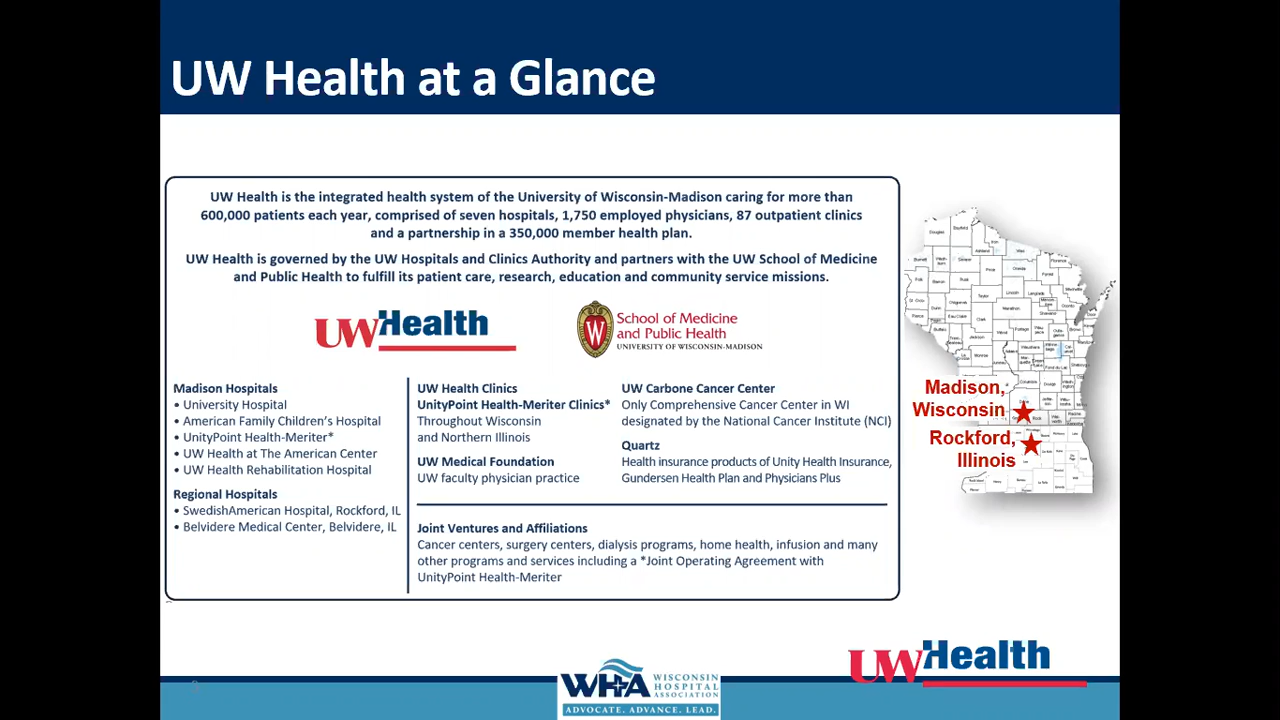 UW Health at a Glance
UW Health is the integrated health system of the University of Wisconsin-Madison caring for more than
600,000 patients each year, comprised of seven hospitals, 1,750 employed physicians, 87 outpatient clinics
and a partnership in a 350,000 member health plan.
UW Health is governed by the UW Hospitals and Clinics Authority and partners with the UW School of Medicine
and Public Health to fulfill its patient care, research, education and community service missions.
UWHealth
W
School of Medicine
and Public Health
UNIVERSITY OF WISCONSIN-MADISON
Madison Hospitals
• University Hospital
• American Family Children's Hospital
• UnityPoint Health-Meriter*
• UW Health at The American Center
• UW Health Rehabilitation Hospital
Regional Hospitals
• SwedishAmerican Hospital, Rockford, IL
• Belvidere Medical Center, Belvidere, IL
UW Health Clinics
UnityPoint Health-Meriter Clinics*
Throughout Wisconsin
and Northern Illinois
UW Medical Foundation
UW faculty physician practice
UW Carbone Cancer Center
Only Comprehensive Cancer Center in WI
designated by the National Cancer Institute (NCI)
Quartz
Health insurance products of Unity Health Insurance,
Gundersen Health Plan and Physicians Plus
Joint Ventures and Affiliations
Cancer centers, surgery centers, dialysis programs, home health, infusion and many
other programs and services including a *Joint Operating Agreement with
UnityPoint Health-Meriter
Madison,
Wisconsin
Rockford,
Illinois
UWHealth
WHA
WISCONSIN
HOSPITAL
ASSOCIATION
ADVOCATE. ADVANCE. LEAD.